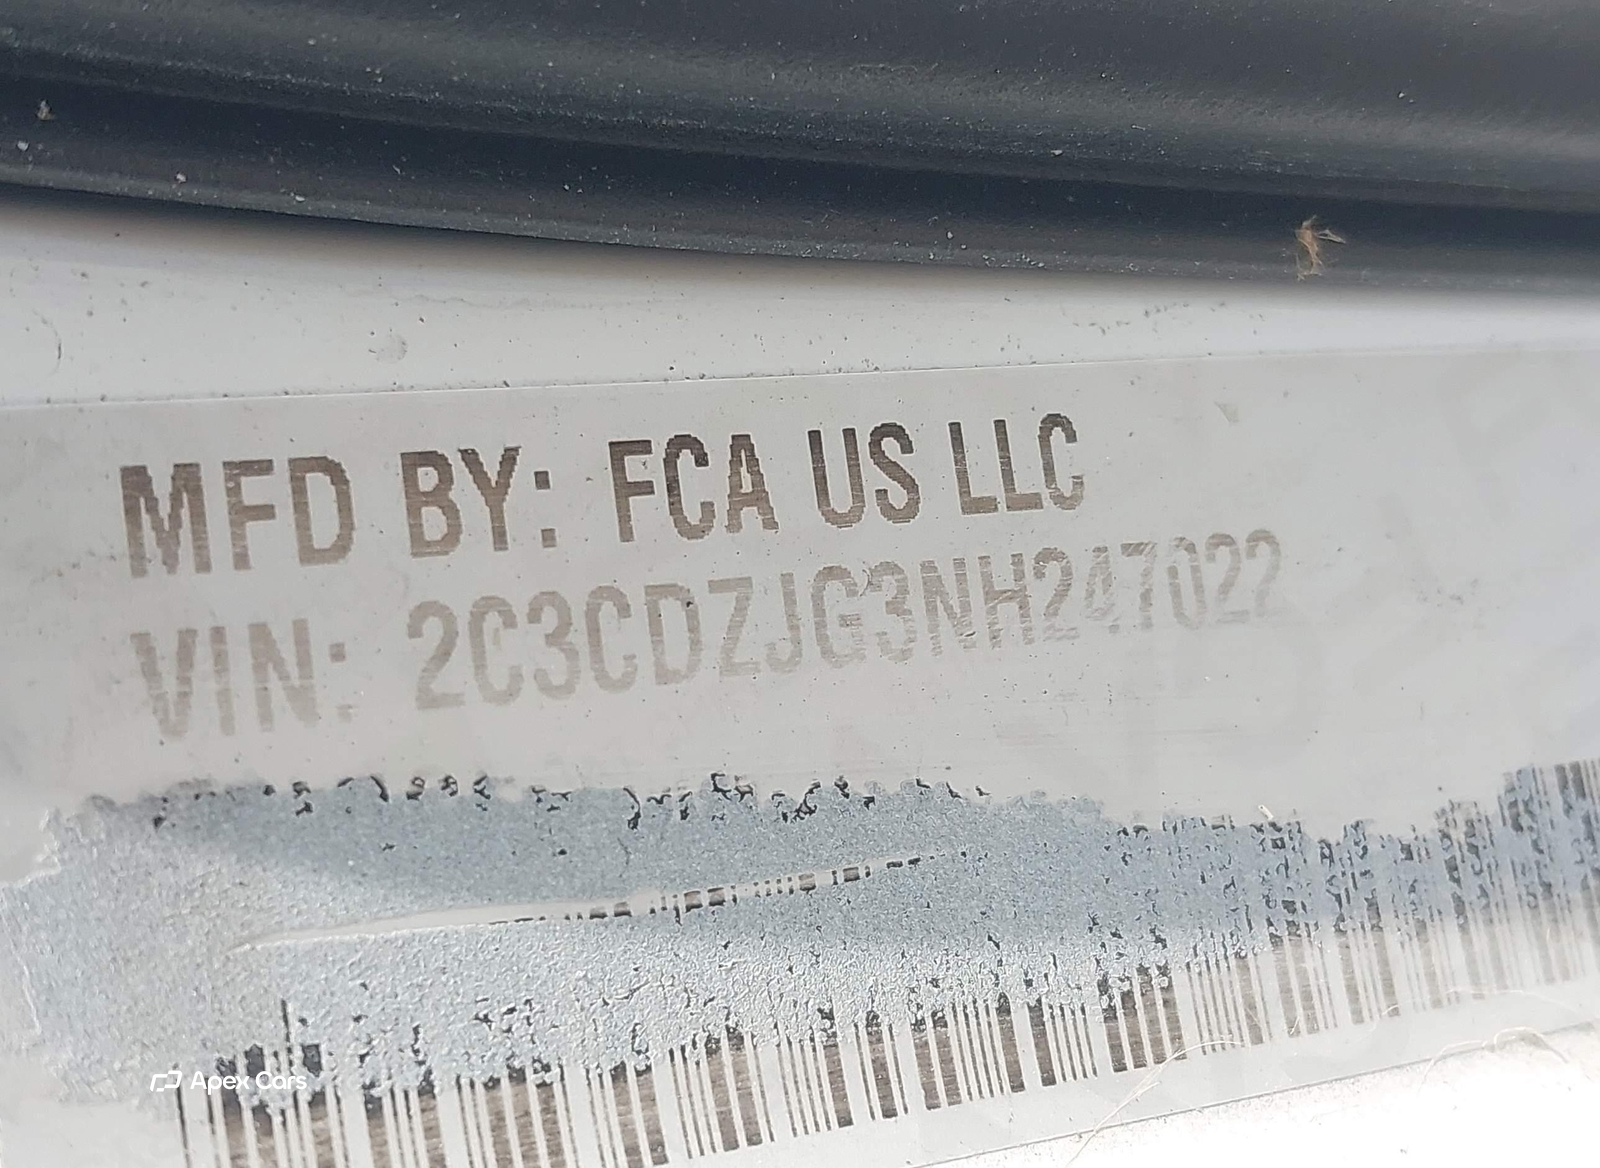 MFD BY: FCA US LLC
VIN: 2C3CDZJG3NH247022
Apex Cars